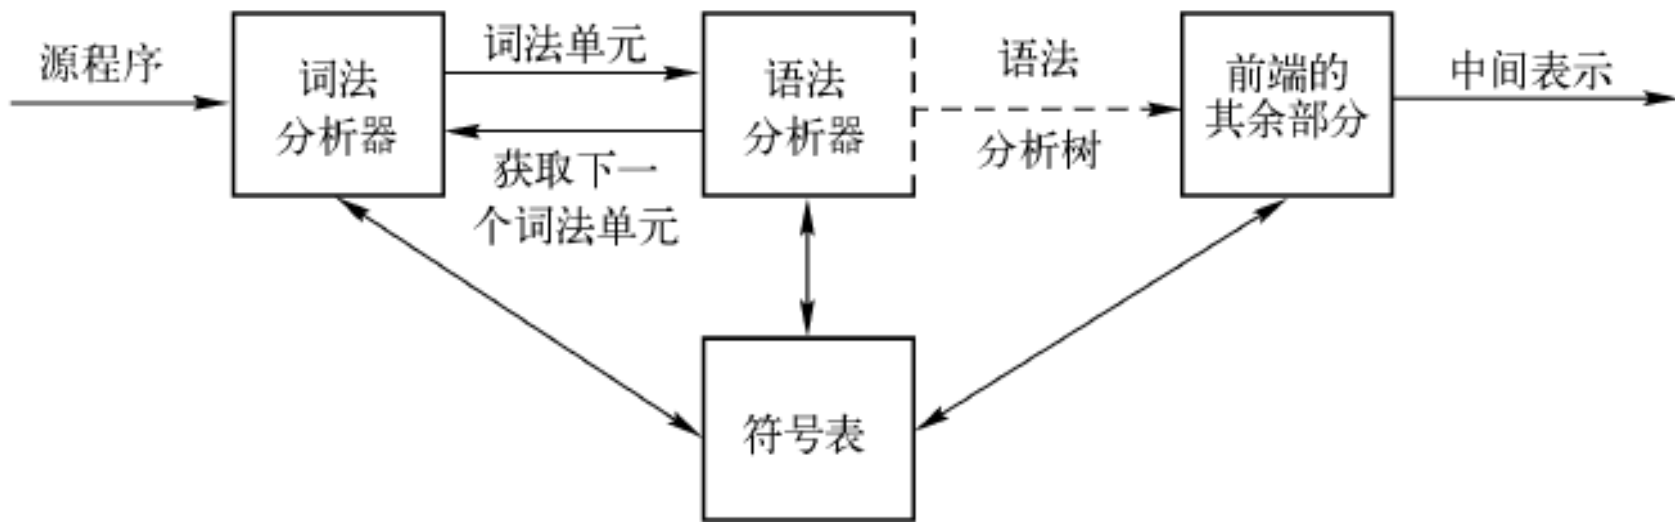 源程序
词法
分析器
词法单元
获取下一
个词法单元
语法
分析器
语法
分析树
前端的
其余部分
中间表示
符号表